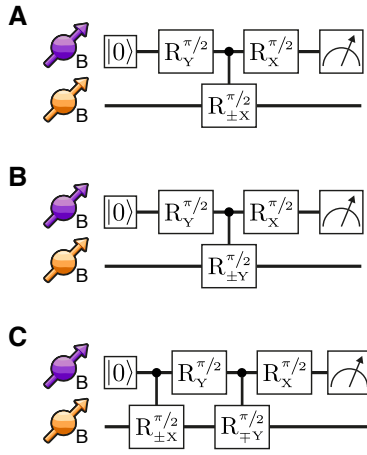 A
B |0⟩ R_Y^{π/2} R_X^{π/2}
B R_{±X}^{π/2}
B
B |0⟩ R_Y^{π/2} R_X^{π/2}
B R_{±Y}^{π/2}
C
B |0⟩ R_Y^{π/2} R_X^{π/2}
B R_{±X}^{π/2} R_{∓Y}^{π/2}